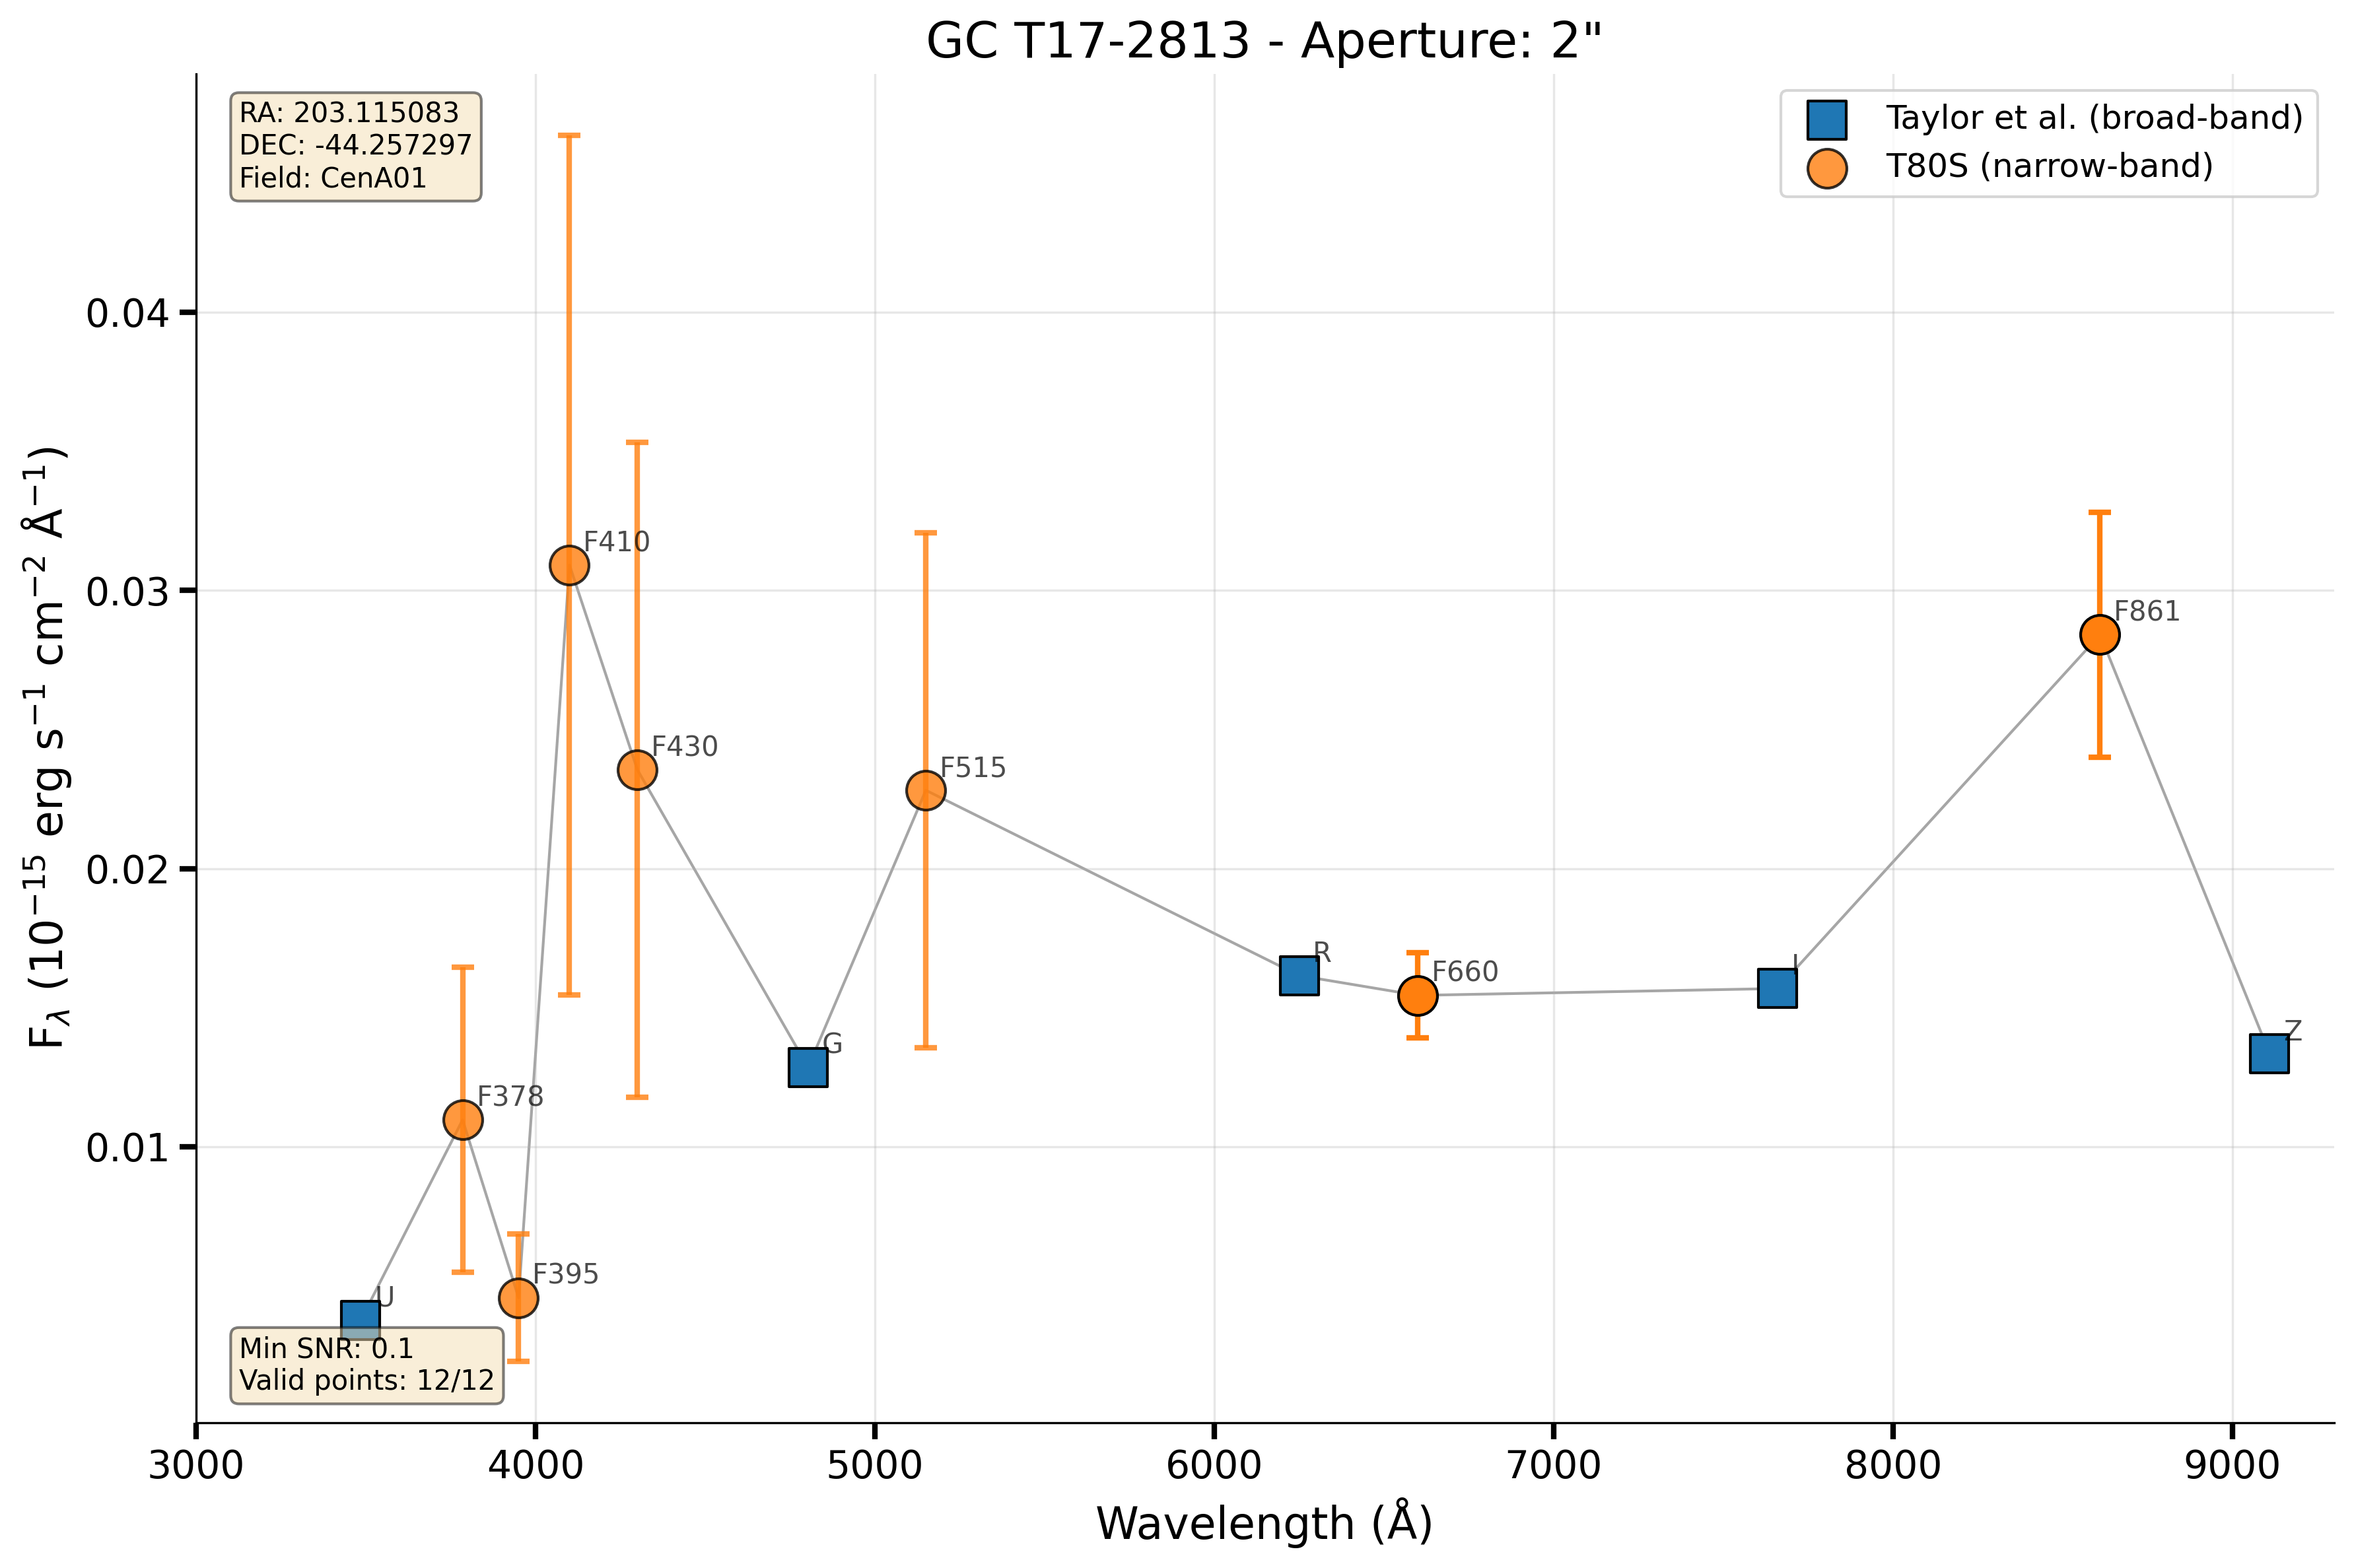 GC T17-2813 - Aperture: 2"
RA: 203.115083
DEC: -44.257297
Field: CenA01
Taylor et al. (broad-band)
T80S (narrow-band)
F410
F861
F430
F515
R
F660
I
G
Z
F378
F395
U
Min SNR: 0.1
Valid points: 12/12
0.04
0.03
0.02
0.01
F_λ (10⁻¹⁵ erg s⁻¹ cm⁻² Å⁻¹)
3000 4000 5000 6000 7000 8000 9000
Wavelength (Å)